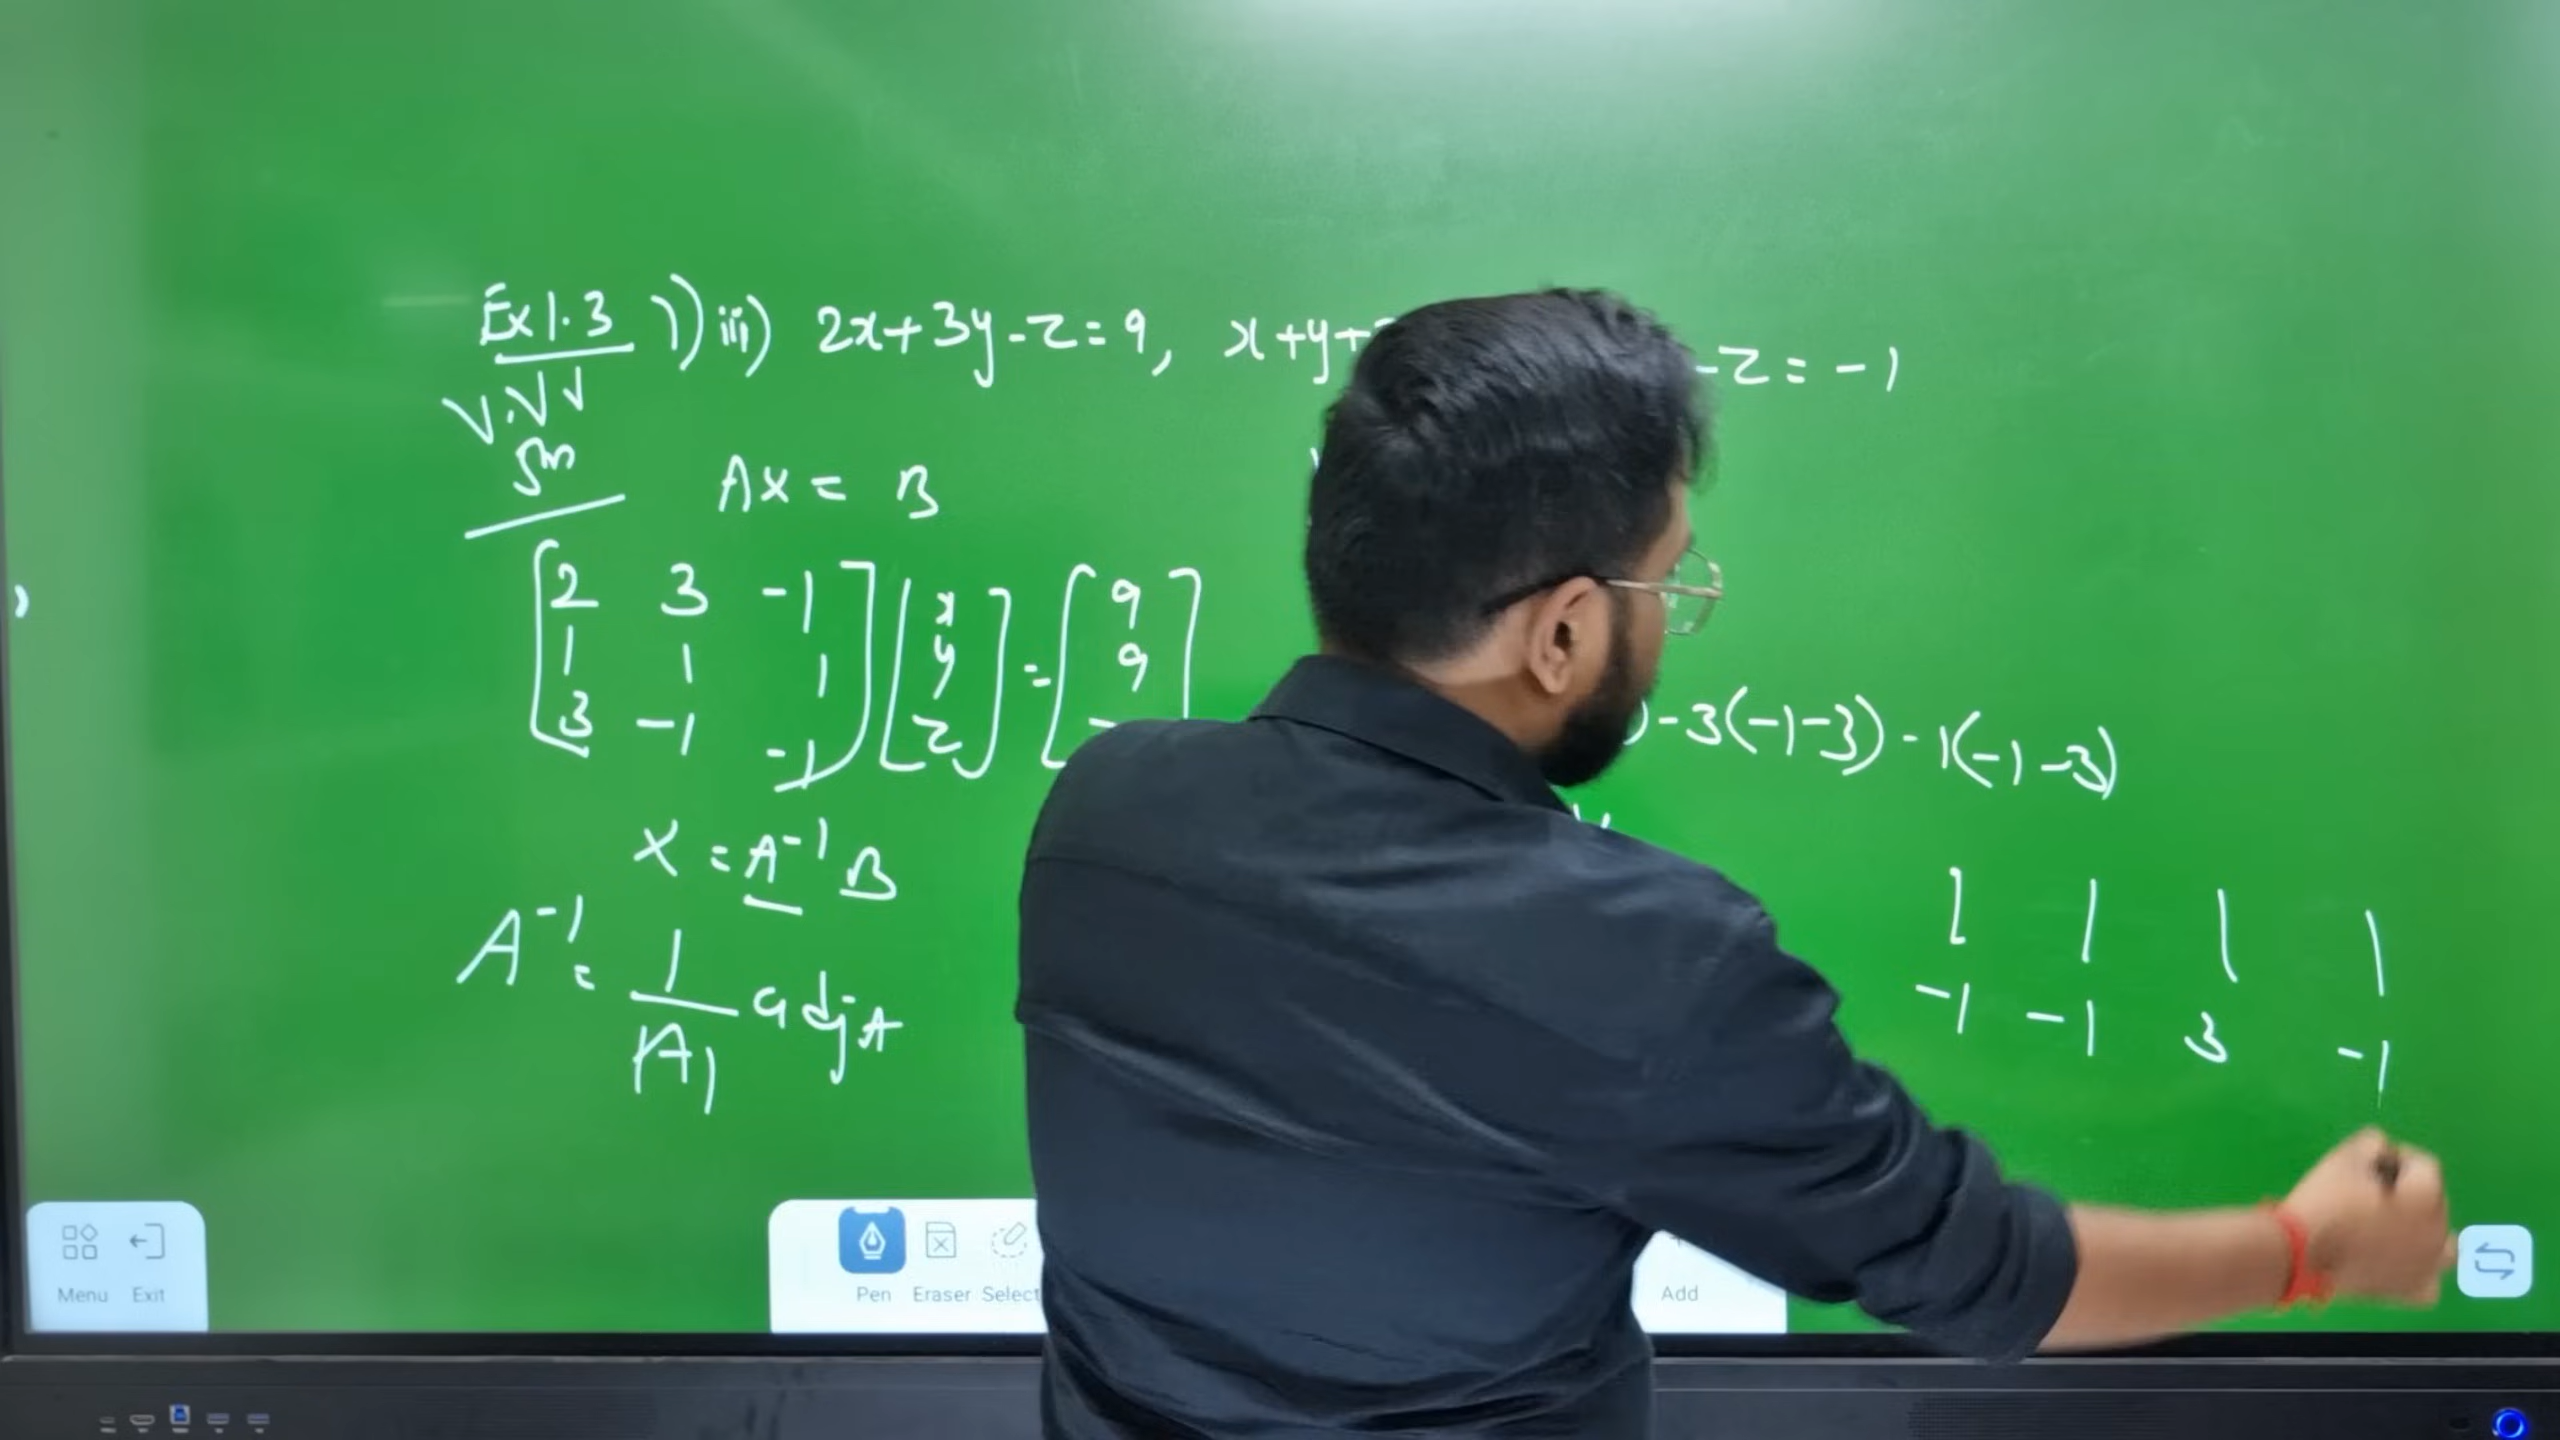 Ex 1.3 1) iii) 2x+3y-z=9, x+y+ -z=-1
V.V√
Sm
AX = B
[2 3 -1] [x] = [9]
[1 1 1] [y] [9]
[3 -1 -1] [z] [-
)-3(-1-3)-1(-1-3)
X = A⁻¹ B
A⁻¹ = 1/|A| adj A
1 1 1 1
-1 -1 3 -1
Menu Exit
Pen Eraser Select
Add